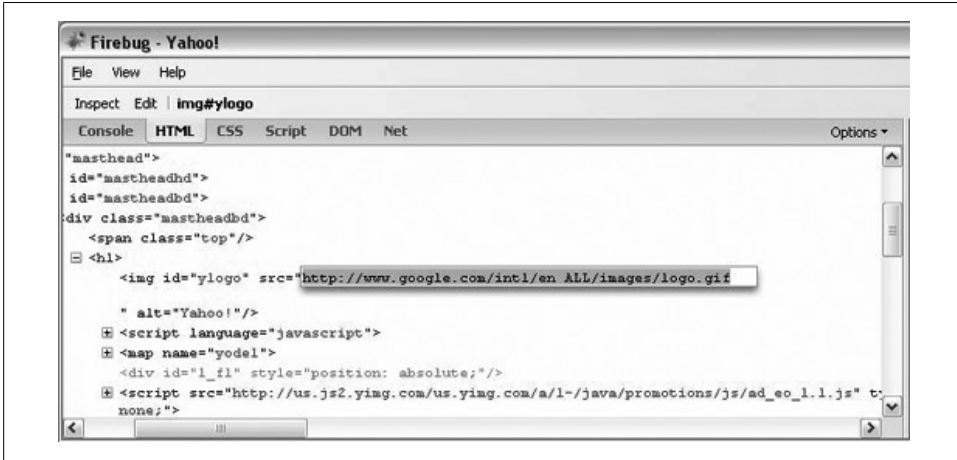 Firebug - Yahoo!
File View Help
Inspect Edit | img#ylogo
Console HTML CSS Script DOM Net Options
"masthead">
id="mastheadhd">
id="mastheadbd">
div class="mastheadbd">
<span class="top"/>
<h1>
<img id="ylogo" src="http://www.google.com/intl/en ALL/images/logo.gif
" alt="Yahoo!"/>
<script language="javascript">
<map name="yodel">
<div id="l_fl" style="position: absolute;"/>
<script src="http://us.js2.yimg.com/us.yimg.com/a/1-/java/promotions/js/ad_eo_1.1.js" t
none;">